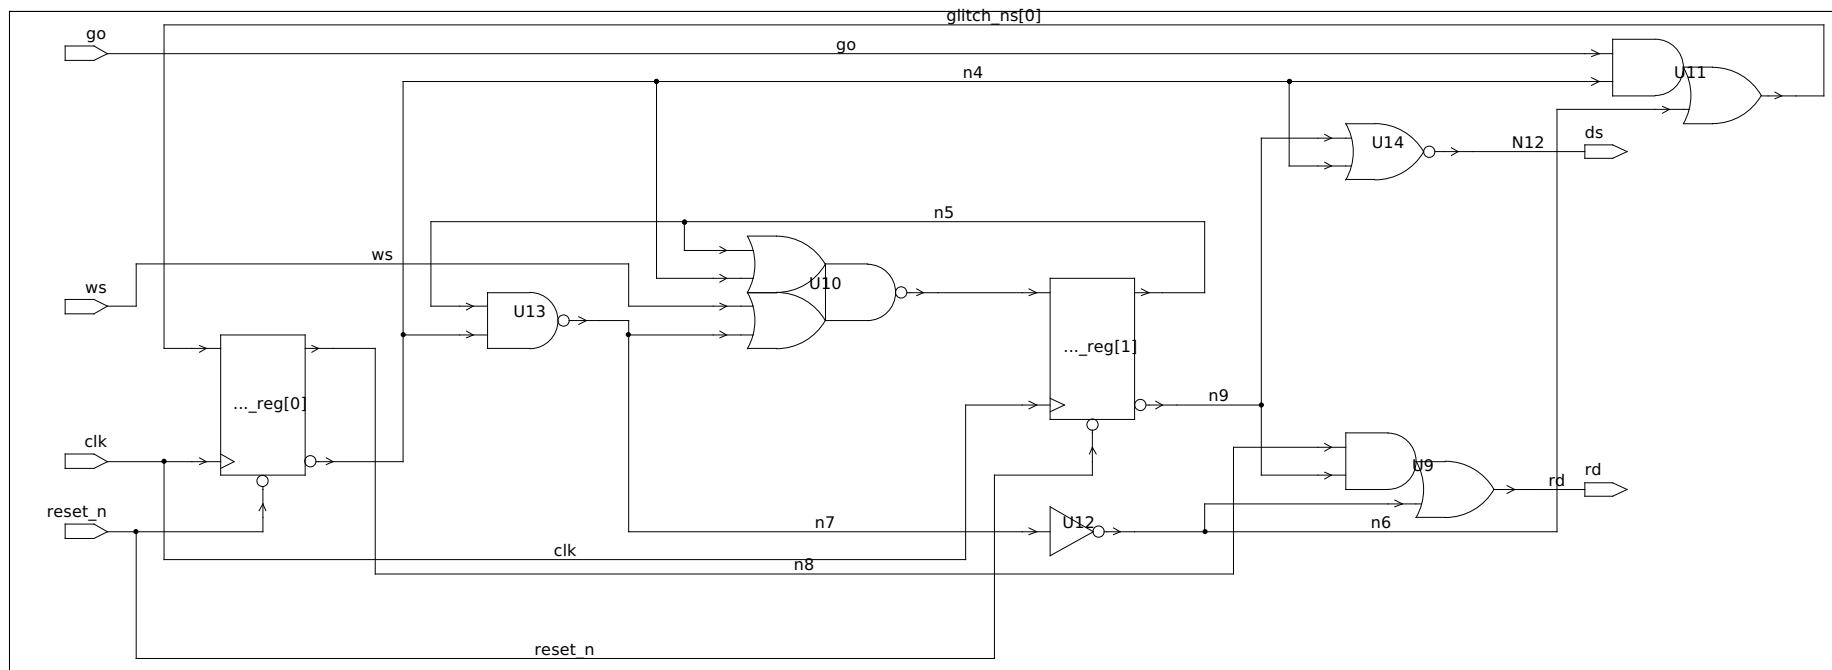 glitch_ns[0]
go
go
n4
U11
U14
N12
ds
n5
ws
ws
U10
U13
..._reg[1]
..._reg[0]
n9
clk
U9
rd
rd
reset_n
n7
U12
n6
clk
n8
reset_n